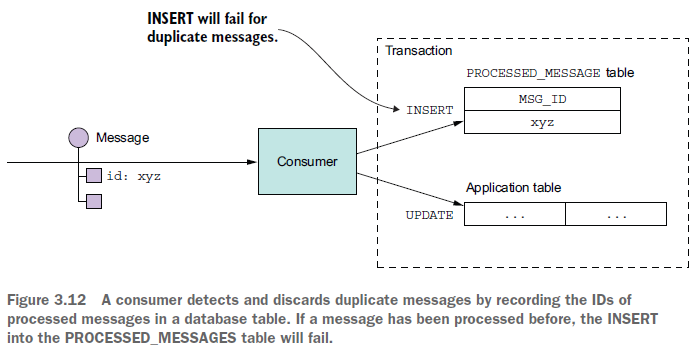 INSERT will fail for
duplicate messages.
Transaction
PROCESSED_MESSAGE table
MSG_ID
xyz
INSERT
Message
id: xyz
Consumer
Application table
UPDATE
...
...
Figure 3.12 A consumer detects and discards duplicate messages by recording the IDs of
processed messages in a database table. If a message has been processed before, the INSERT
into the PROCESSED_MESSAGES table will fail.